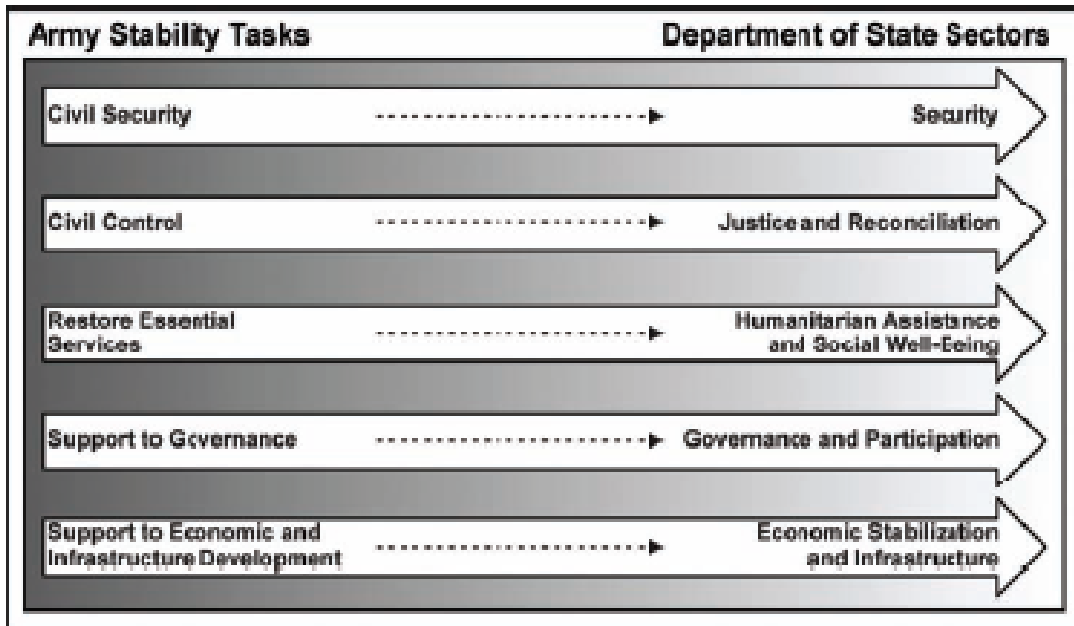 Army Stability Tasks
Department of State Sectors
Civil Security
Security
Civil Control
Justice and Reconciliation
Restore Essential
Services
Humanitarian Assistance
and Social Well-Being
Support to Governance
Governance and Participation
Support to Economic and
Infrastructure Development
Economic Stabilization
and Infrastructure